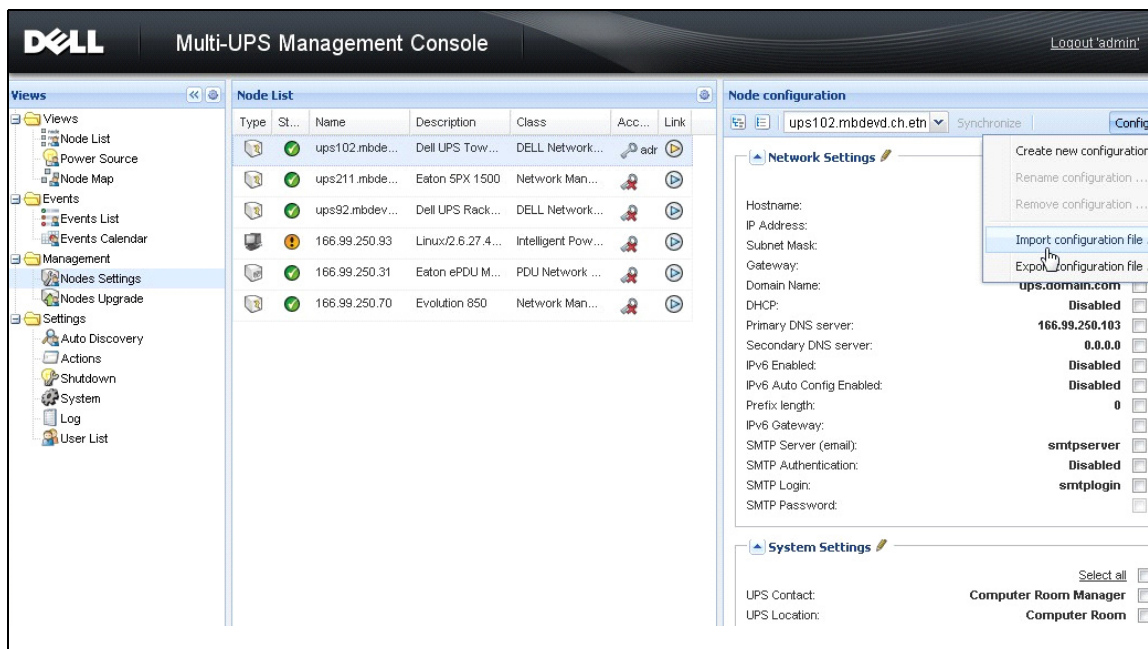 DELL
Multi-UPS Management Console
Logout 'admin'
Views
Views
Node List
Power Source
Node Map
Events
Events List
Events Calendar
Management
Nodes Settings
Nodes Upgrade
Settings
Auto Discovery
Actions
Shutdown
System
Log
User List
Node List
Type St... Name Description Class Acc... Link
ups102.mbde... Dell UPS Tow... DELL Network... adr
ups211.mbde... Eaton 5PX 1500 Network Man...
ups92.mbdev... Dell UPS Rack... DELL Network...
166.99.250.93 Linux/2.6.27.4... Intelligent Pow...
166.99.250.31 Eaton ePDU M... PDU Network ...
166.99.250.70 Evolution 850 Network Man...
Node configuration
ups102.mbdevd.ch.etn Synchronize Config
Create new configuration
Rename configuration ...
Remove configuration ...
Import configuration file .
Export configuration file .
Network Settings
Hostname:
IP Address:
Subnet Mask:
Gateway:
Domain Name: ups.domain.com
DHCP: Disabled
Primary DNS server: 166.99.250.103
Secondary DNS server: 0.0.0.0
IPv6 Enabled: Disabled
IPv6 Auto Config Enabled: Disabled
Prefix length: 0
IPv6 Gateway:
SMTP Server (email): smtpserver
SMTP Authentication: Disabled
SMTP Login: smtplogin
SMTP Password:
System Settings
Select all
UPS Contact: Computer Room Manager
UPS Location: Computer Room